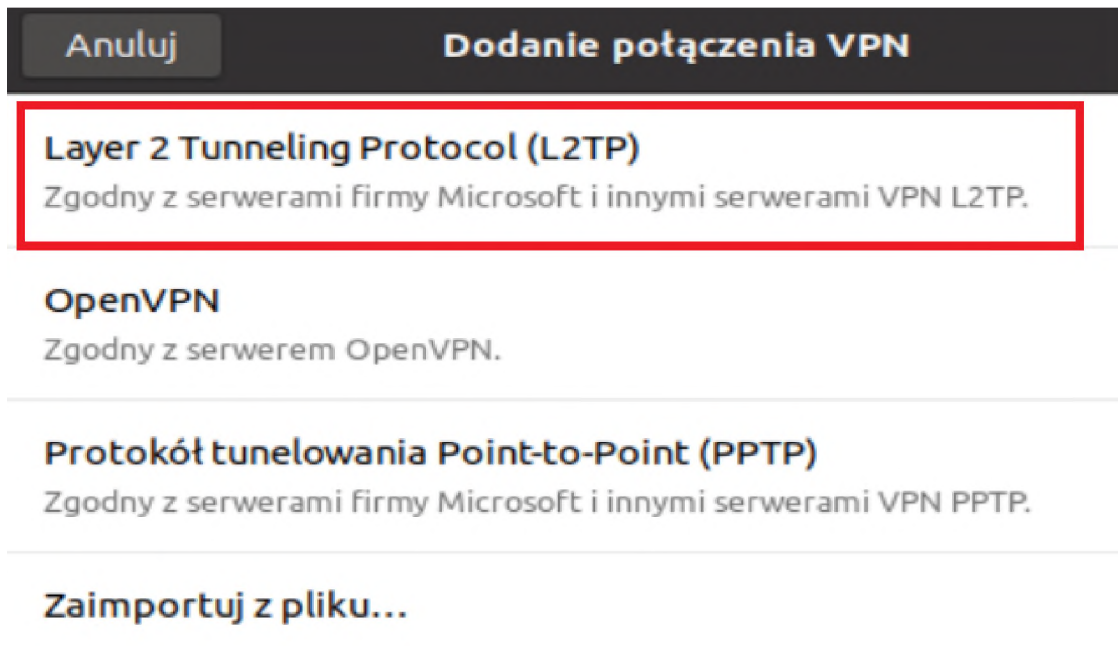 Anuluj
Dodanie połączenia VPN
Layer 2 Tunneling Protocol (L2TP)
Zgodny z serwerami firmy Microsoft i innymi serwerami VPN L2TP.
OpenVPN
Zgodny z serwerem OpenVPN.
Protokół tunelowania Point-to-Point (PPTP)
Zgodny z serwerami firmy Microsoft i innymi serwerami VPN PPTP.
Zaimportuj z pliku...